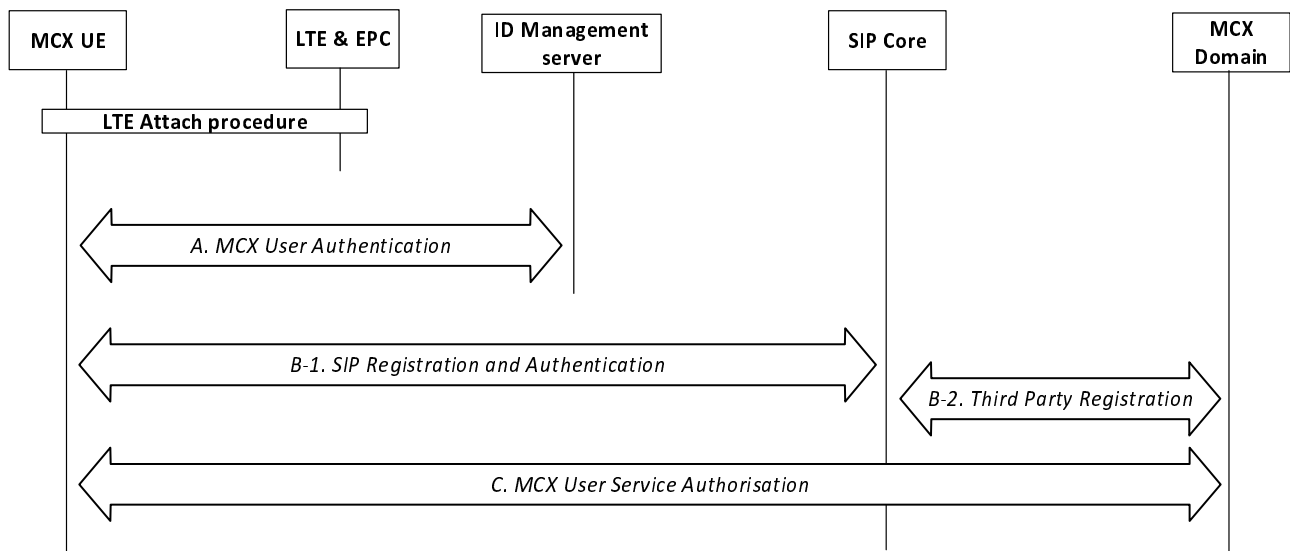 MCX UE
LTE & EPC
ID Management
server
SIP Core
MCX
Domain
LTE Attach procedure
A. MCX User Authentication
B-1. SIP Registration and Authentication
B-2. Third Party Registration
C. MCX User Service Authorisation